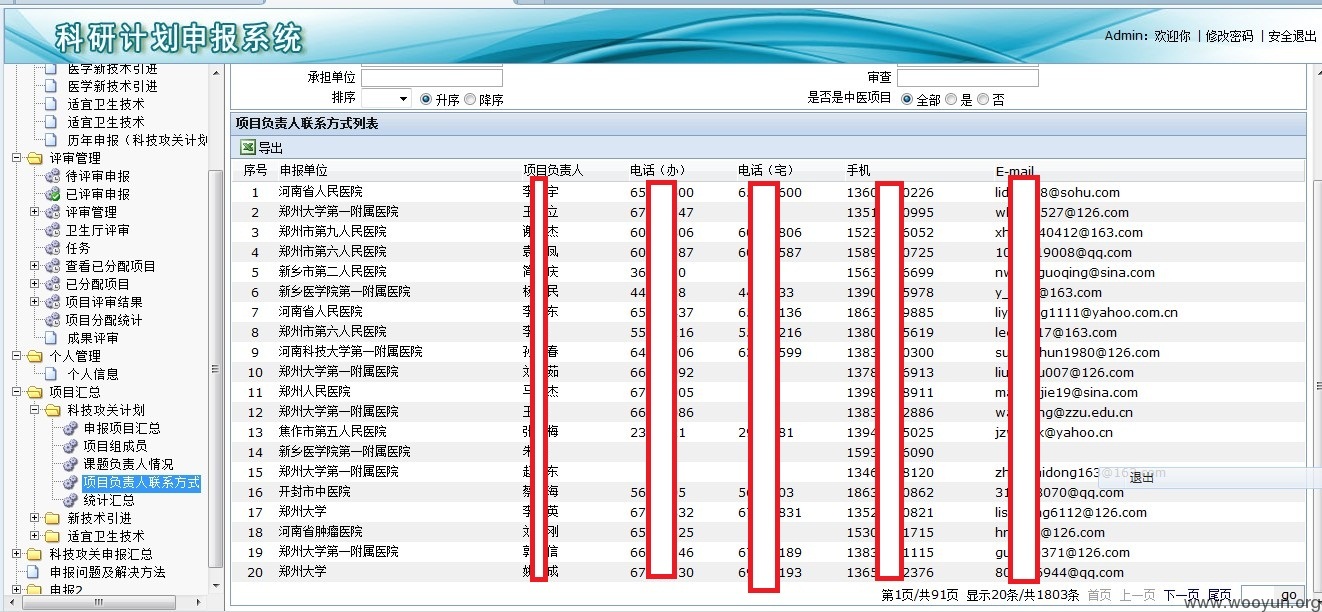 科研计划申报系统
Admin: 欢迎你 | 修改密码 | 安全退出
医学新技术引进
医学新技术引进
适宜卫生技术
适宜卫生技术
历年申报（科技攻关计划
评审管理
待评审申报
已评审申报
评审管理
卫生厅评审
任务
查看已分配项目
已分配项目
项目评审结果
项目分配统计
成果评审
个人管理
个人信息
项目汇总
科技攻关计划
申报项目汇总
项目组成员
课题负责人情况
项目负责人联系方式
统计汇总
新技术引进
适宜卫生技术
科技攻关申报汇总
申报问题及解决方法
申报2
承担单位 审查
排序 升序 降序 是否是中医项目 全部 是 否
项目负责人联系方式列表
导出
序号 申报单位 项目负责人 电话（办） 电话（宅） 手机 E-mail
1 河南省人民医院 李 宇 65 00 6 600 1360 0226 lid 8@sohu.com
2 郑州大学第一附属医院 王 立 67 47 1351 0995 wl 527@126.com
3 郑州市第九人民医院 谢 杰 60 06 60 806 1523 6052 xh 40412@163.com
4 郑州市第六人民医院 袁 凤 60 87 60 587 1589 0725 10 19008@qq.com
5 新乡市第二人民医院 庆 36 0 1563 6699 nw guoqing@sina.com
6 新乡医学院第一附属医院 杨 民 44 8 44 33 1390 5978 y_ @163.com
7 河南省人民医院 李 东 65 37 6 136 1863 9885 liy g1111@yahoo.com.cn
8 郑州市第六人民医院 李 55 16 5 216 1380 5619 le 17@163.com
9 河南科技大学第一附属医院 孙 春 64 06 6 599 1383 0300 su hun1980@126.com
10 郑州大学第一附属医院 刘 茹 66 92 1378 6913 liu u007@126.com
11 郑州人民医院 马 杰 67 05 1398 8911 ma jie19@sina.com
12 郑州大学第一附属医院 王 66 86 1383 2886 wa ng@zzu.edu.cn
13 焦作市第五人民医院 张 梅 23 1 29 81 1394 5025 jz k@yahoo.cn
14 新乡医学院第一附属医院 朱 1593 6090
15 郑州大学第一附属医院 赵 东 1346 8120 zh idong163@163.com
16 开封市中医院 蔡 海 56 5 56 03 1863 0862 31 8070@qq.com
17 郑州大学 李 英 67 32 67 831 1352 0821 lis g6112@126.com
18 河南省肿瘤医院 刘 刚 65 25 1530 1715 hn @126.com
19 郑州大学第一附属医院 郭 信 66 46 67 189 1383 1115 gu 371@126.com
20 郑州大学 姚 成 67 30 69 193 1365 2376 80 6944@qq.com
退出
第1页/共91页 显示20条/共1803条 首页 上一页 下一页 尾页 go
www.wooyun.org